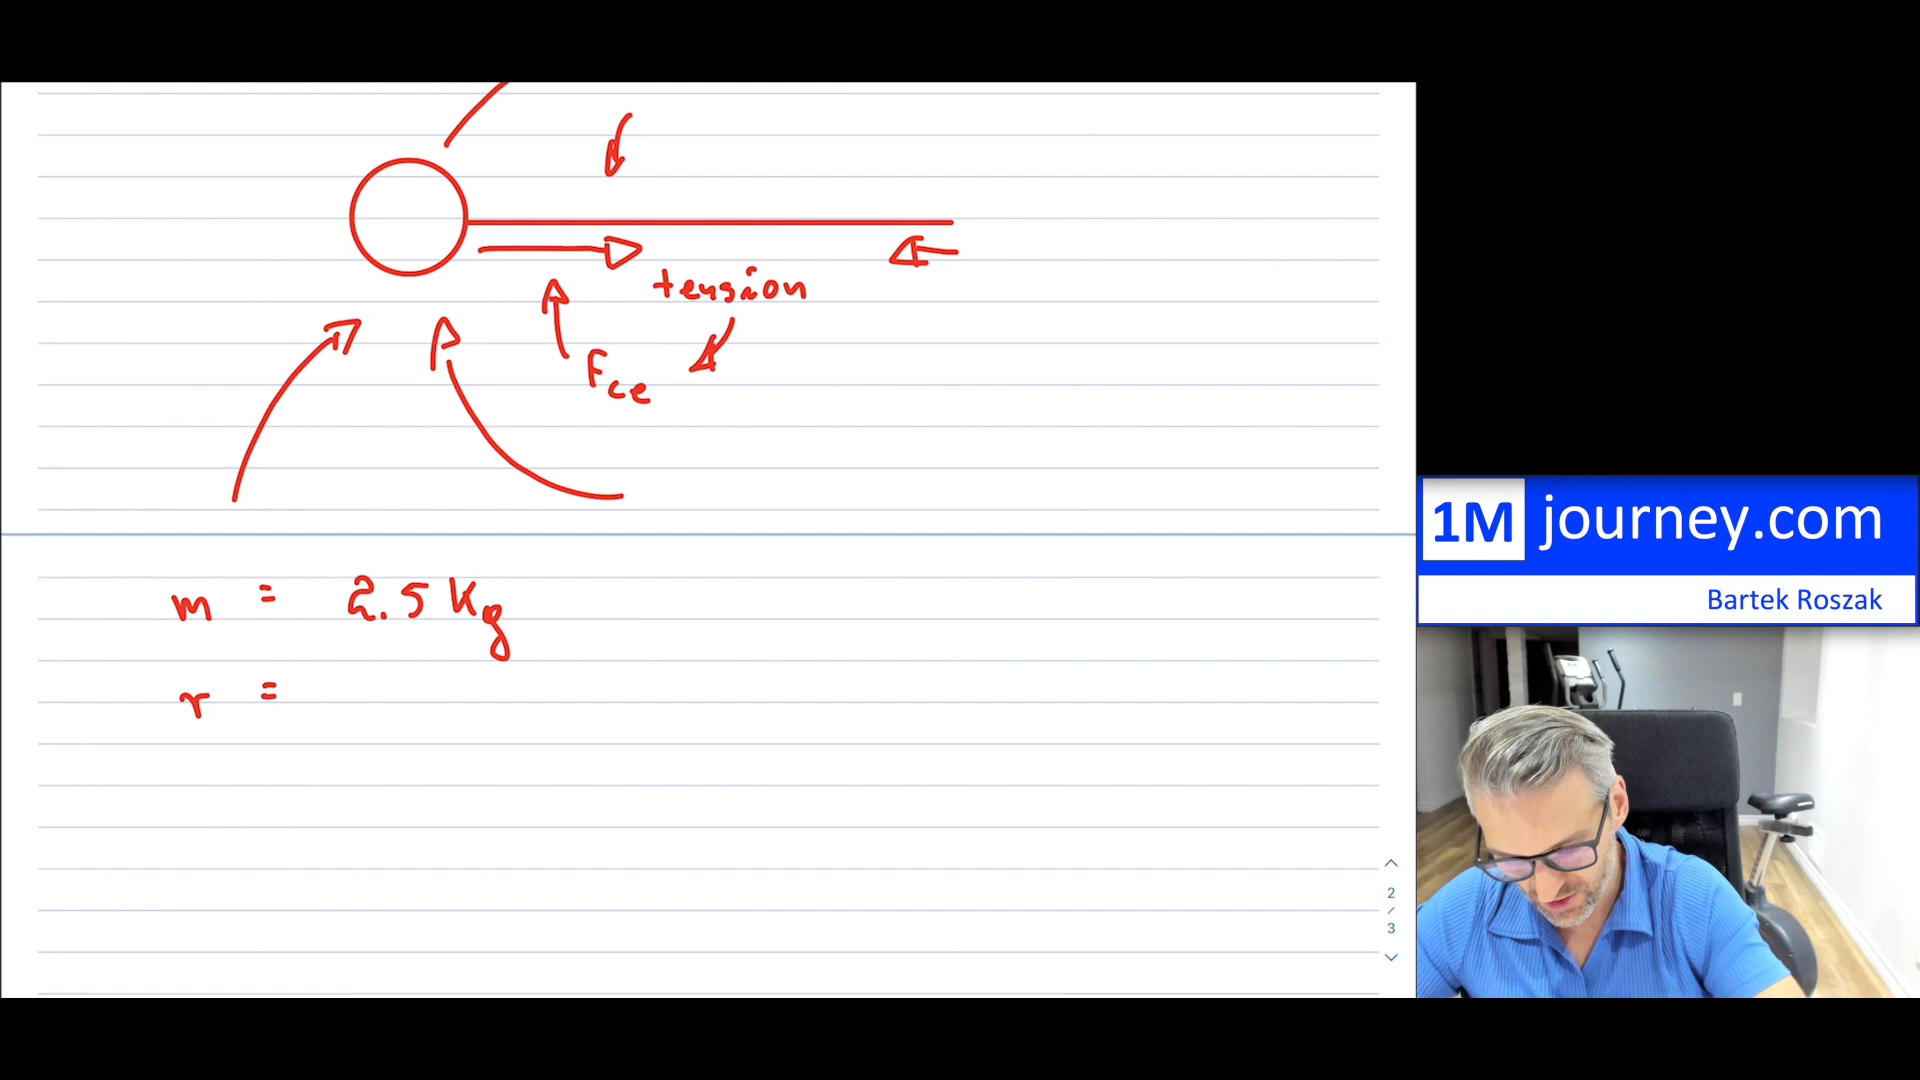 tension
Fce
m = 2.5 kg
r =
2
/
3
1M journey.com
Bartek Roszak